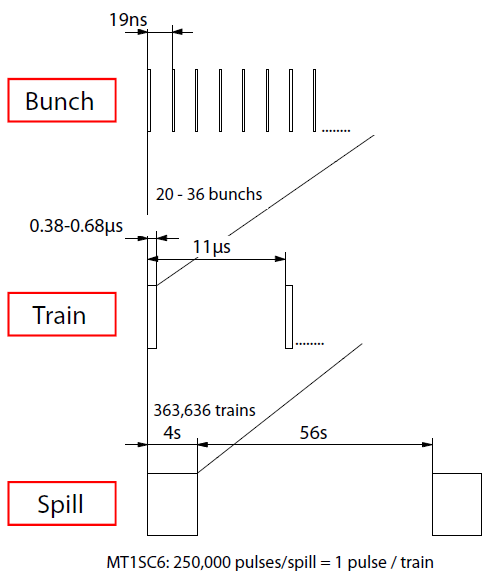 19ns
Bunch
........
20 - 36 bunchs
0.38-0.68µs
11µs
Train
........
363,636 trains
4s
56s
Spill
MT1SC6: 250,000 pulses/spill = 1 pulse / train